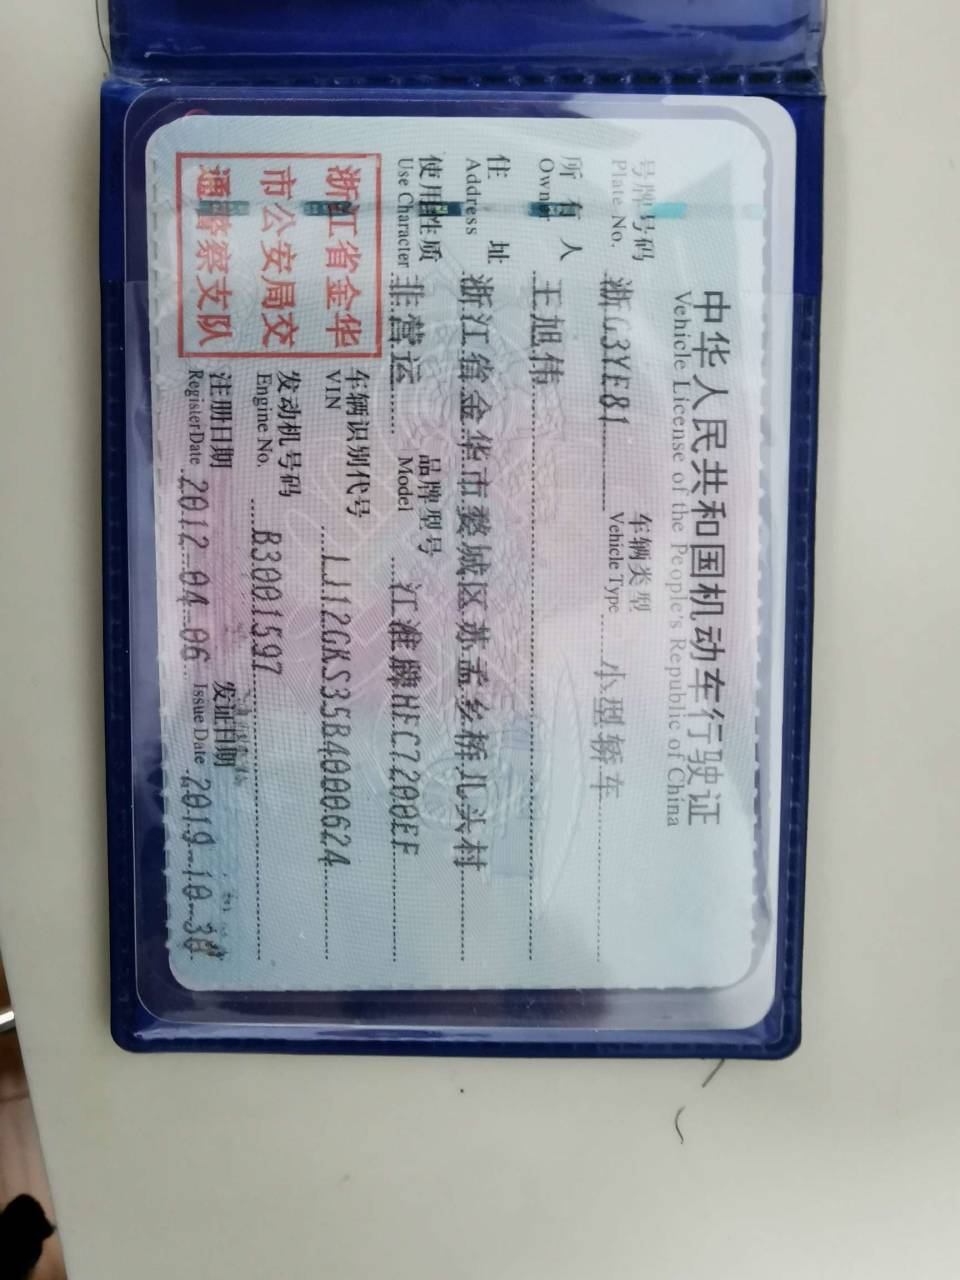 中华人民共和国机动车行驶证
Vehicle License of the People's Republic of China
号牌号码 浙G3YE81 车辆类型 小型轿车
Plate No. Vehicle Type
所有人 王旭伟
Owner
住址 浙江省金华市婺城区苏孟乡桥儿头村
Address
使用性质 非营运 品牌型号 江淮牌HFC7200EF
Use Character Model
浙江省金华
市公安局交
通警察支队
车辆识别代号 LJ12GKS35B4000624
VIN
发动机号码 B3001597
Engine No.
注册日期 2012-04-06 发证日期 2019-10-30
Register Date Issue Date